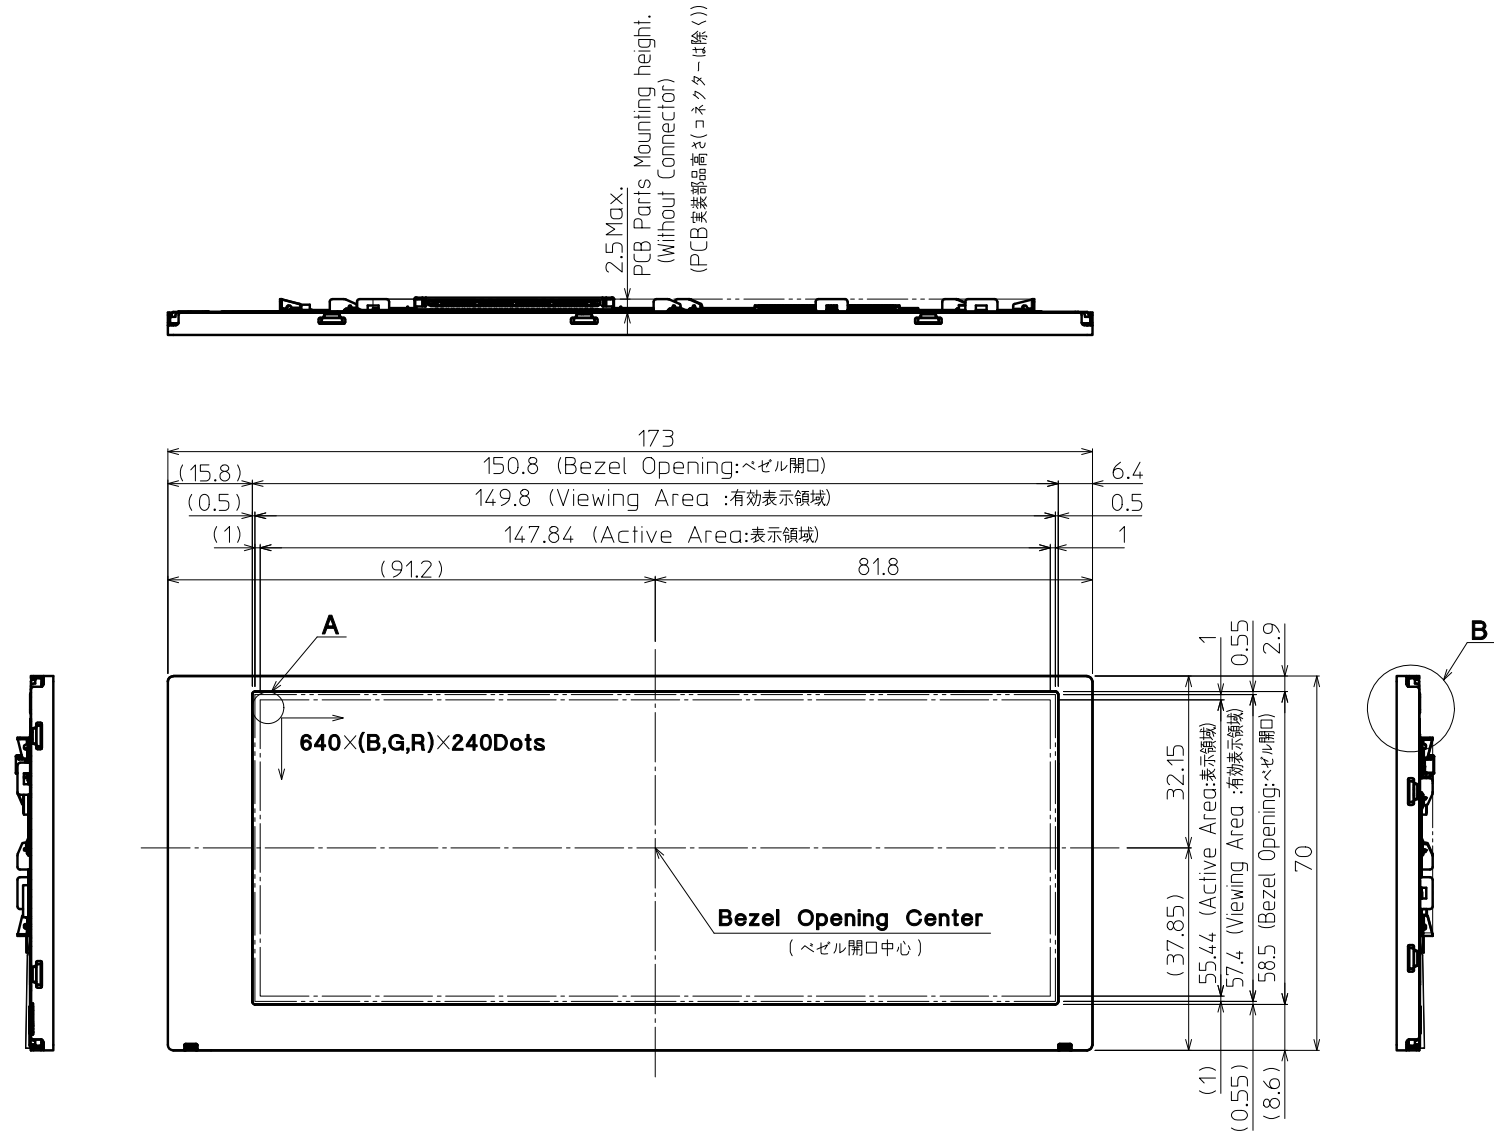 2.5Max.
PCB Parts Mounting height.
(Without Connector)
(PCB実装部品高さ(コネクターは除く))
173
(15.8)
150.8 (Bezel Opening:ベゼル開口)
6.4
(0.5)
149.8 (Viewing Area :有効表示領域)
0.5
(1)
147.84 (Active Area:表示領域)
1
(91.2)
81.8
A
B
1
0.55
2.9
640×(B,G,R)×240Dots
32.15
(37.85)
55.44 (Active Area:表示領域)
57.4 (Viewing Area :有効表示領域)
58.5 (Bezel Opening:ベゼル開口)
70
Bezel Opening Center
(ベゼル開口中心)
(1)
(0.55)
(8.6)